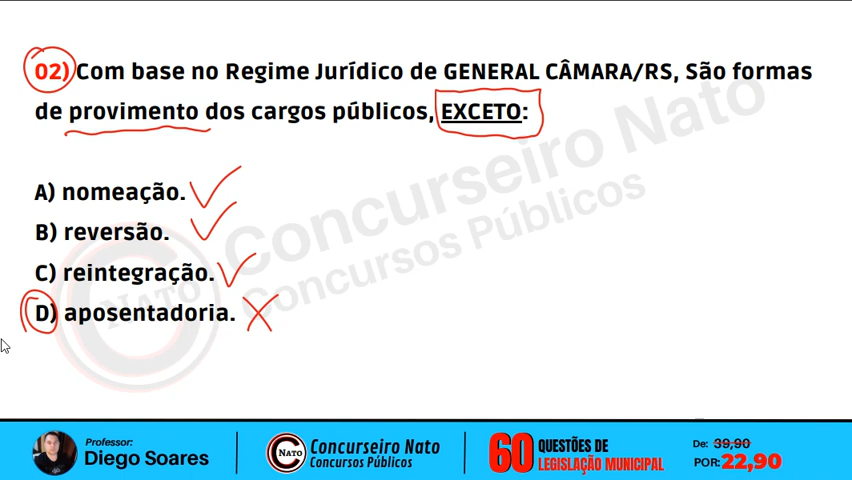 02) Com base no Regime Jurídico de GENERAL CÂMARA/RS, São formas
de provimento dos cargos públicos, EXCETO:
A) nomeação.
B) reversão.
C) reintegração.
D) aposentadoria.
Concurseiro Nato
Concursos Públicos
NATO
Professor:
Diego Soares
NATO
Concurseiro Nato
Concursos Públicos
60
QUESTÕES DE
LEGISLAÇÃO MUNICIPAL
De: 39,90
POR: 22,90